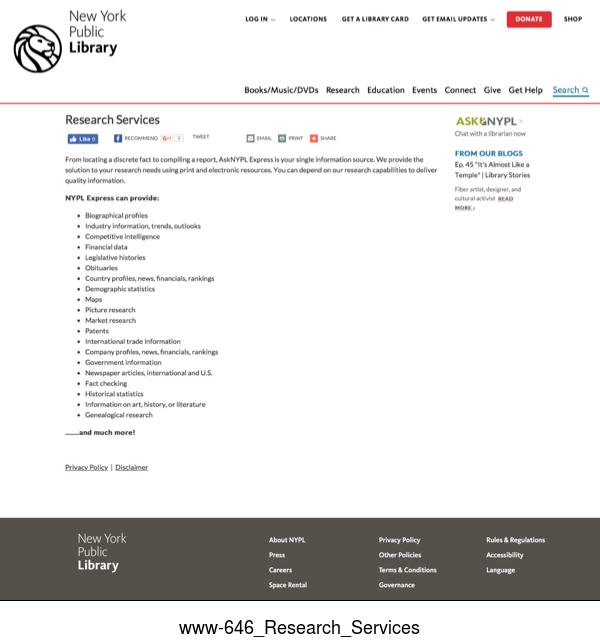 New York
Public
Library
LOG IN
LOCATIONS
GET A LIBRARY CARD
GET EMAIL UPDATES
DONATE
SHOP
Books/Music/DVDs
Research
Education
Events
Connect
Give
Get Help
Search
Research Services
Like 0
RECOMMEND
G+1
0
TWEET
EMAIL
PRINT
SHARE
From locating a discrete fact to compiling a report, AskNYPL Express is your single information source. We provide the
solution to your research needs using print and electronic resources. You can depend on our research capabilities to deliver
quality information.
NYPL Express can provide:
• Biographical profiles
• Industry information, trends, outlooks
• Competitive intelligence
• Financial data
• Legislative histories
• Obituaries
• Country profiles, news, financials, rankings
• Demographic statistics
• Maps
• Picture research
• Market research
• Patents
• International trade information
• Company profiles, news, financials, rankings
• Government information
• Newspaper articles, international and U.S.
• Fact checking
• Historical statistics
• Information on art, history, or literature
• Genealogical research
......and much more!
Privacy Policy | Disclaimer
ASK NYPL >
Chat with a librarian now
FROM OUR BLOGS
Ep. 45 "It's Almost Like a
Temple" | Library Stories
Fiber artist, designer, and
cultural activist READ
MORE ›
New York
Public
Library
About NYPL
Press
Careers
Space Rental
Privacy Policy
Other Policies
Terms & Conditions
Governance
Rules & Regulations
Accessibility
Language
www-646_Research_Services